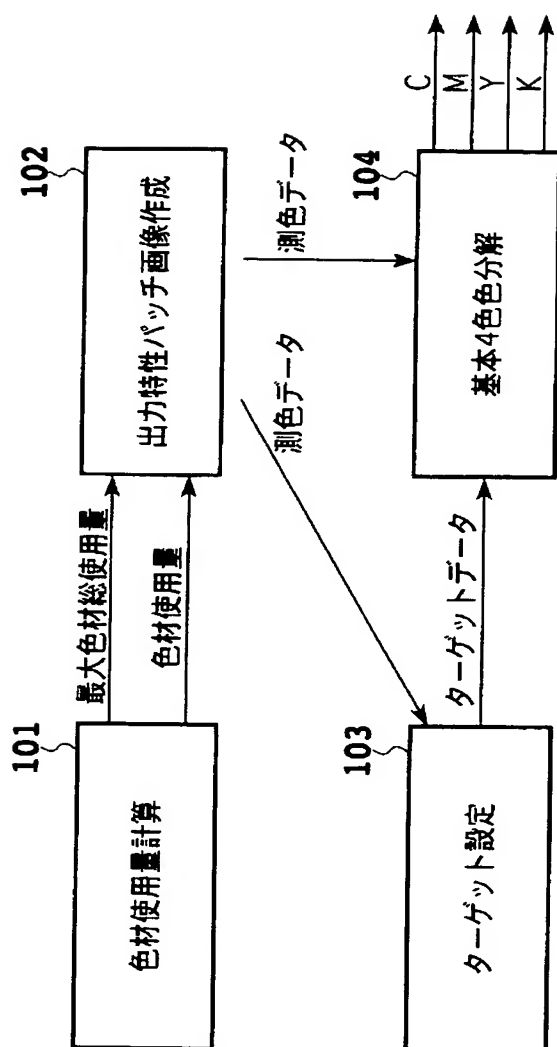 101
色材使用量計算
最大色材総使用量
色材使用量
102
出力特性パッチ画像作成
測色データ
測色データ
103
ターゲット設定
ターゲットデータ
104
基本4色色分解
C
M
Y
K